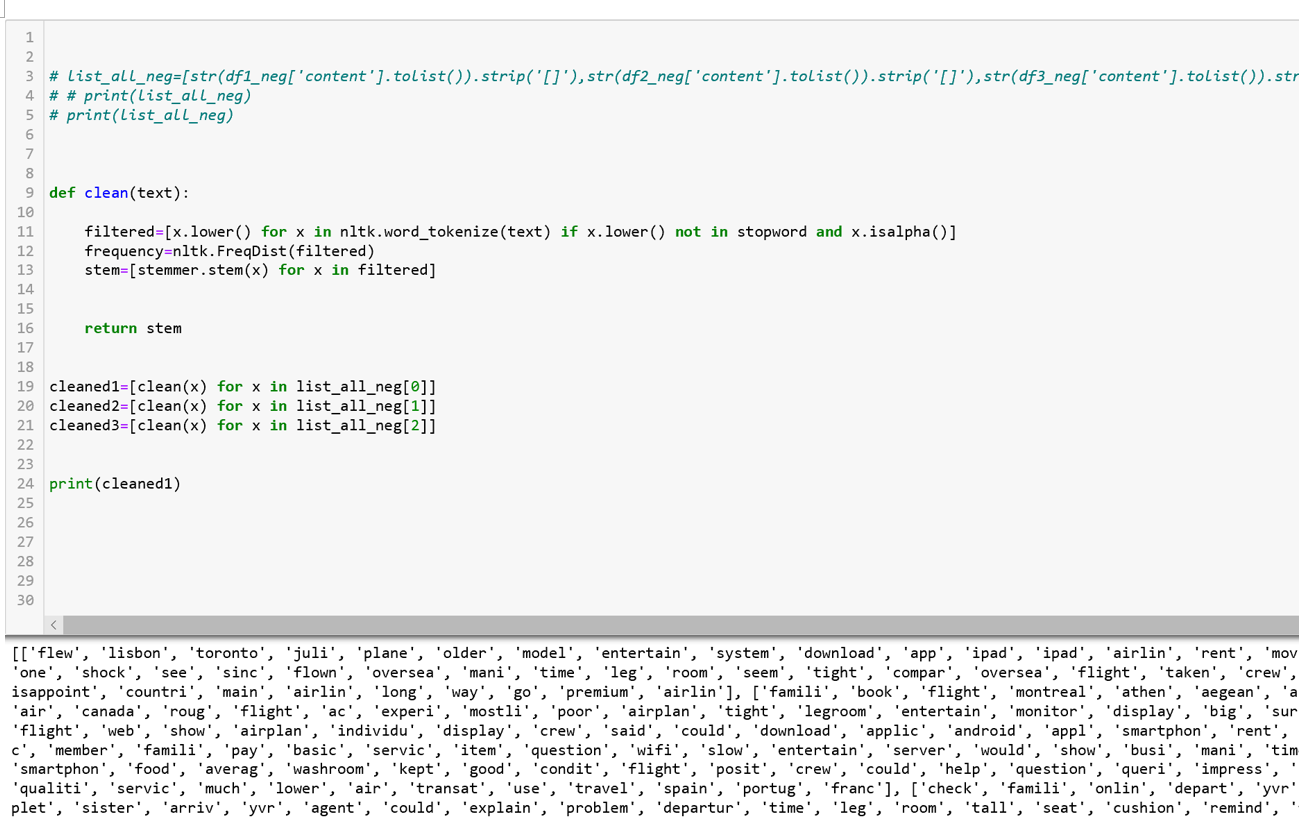 1
2
3 # list_all_neg=[str(df1_neg['content'].tolist()).strip('[]'),str(df2_neg['content'].tolist()).strip('[]'),str(df3_neg['content'].tolist()).str
4 # # print(list_all_neg)
5 # print(list_all_neg)
6
7
8
9 def clean(text):
10
11     filtered=[x.lower() for x in nltk.word_tokenize(text) if x.lower() not in stopword and x.isalpha()]
12     frequency=nltk.FreqDist(filtered)
13     stem=[stemmer.stem(x) for x in filtered]
14
15
16     return stem
17
18
19 cleaned1=[clean(x) for x in list_all_neg[0]]
20 cleaned2=[clean(x) for x in list_all_neg[1]]
21 cleaned3=[clean(x) for x in list_all_neg[2]]
22
23
24 print(cleaned1)
25
26
27
28
29
30
[['flew', 'lisbon', 'toronto', 'juli', 'plane', 'older', 'model', 'entertain', 'system', 'download', 'app', 'ipad', 'ipad', 'airlin', 'rent', 'mov
'one', 'shock', 'see', 'sinc', 'flown', 'oversea', 'mani', 'time', 'leg', 'room', 'seem', 'tight', 'compar', 'oversea', 'flight', 'taken', 'crew',
isappoint', 'countri', 'main', 'airlin', 'long', 'way', 'go', 'premium', 'airlin'], ['famili', 'book', 'flight', 'montreal', 'athen', 'aegean', 'a
'air', 'canada', 'roug', 'flight', 'ac', 'experi', 'mostli', 'poor', 'airplan', 'tight', 'legroom', 'entertain', 'monitor', 'display', 'big', 'sur
'flight', 'web', 'show', 'airplan', 'individu', 'display', 'crew', 'said', 'could', 'download', 'applic', 'android', 'appl', 'smartphon', 'rent',
c', 'member', 'famili', 'pay', 'basic', 'servic', 'item', 'question', 'wifi', 'slow', 'entertain', 'server', 'would', 'show', 'busi', 'mani', 'tim
'smartphon', 'food', 'averag', 'washroom', 'kept', 'good', 'condit', 'flight', 'posit', 'crew', 'could', 'help', 'question', 'queri', 'impress', '
'qualiti', 'servic', 'much', 'lower', 'air', 'transat', 'use', 'travel', 'spain', 'portug', 'franc'], ['check', 'famili', 'onlin', 'depart', 'yvr'
plet', 'sister', 'arriv', 'yvr', 'agent', 'could', 'explain', 'problem', 'departur', 'time', 'leg', 'room', 'tall', 'seat', 'cushion', 'remind', '